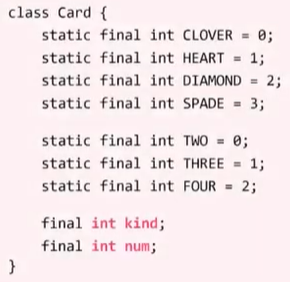 class Card {
    static final int CLOVER = 0;
    static final int HEART = 1;
    static final int DIAMOND = 2;
    static final int SPADE = 3;

    static final int TWO = 0;
    static final int THREE = 1;
    static final int FOUR = 2;

    final int kind;
    final int num;
}